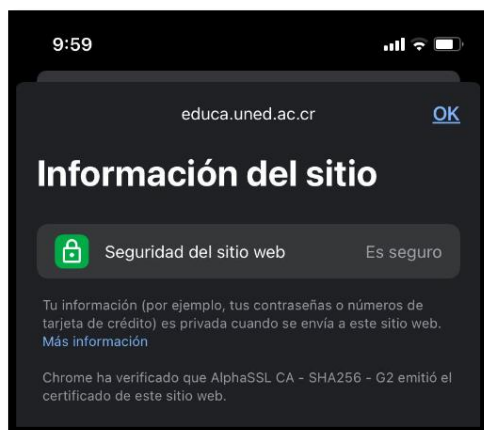 9:59
educa.uned.ac.cr OK
Información del sitio
Seguridad del sitio web Es seguro
Tu información (por ejemplo, tus contraseñas o números de
tarjeta de crédito) es privada cuando se envía a este sitio web.
Más información
Chrome ha verificado que AlphaSSL CA - SHA256 - G2 emitió el
certificado de este sitio web.